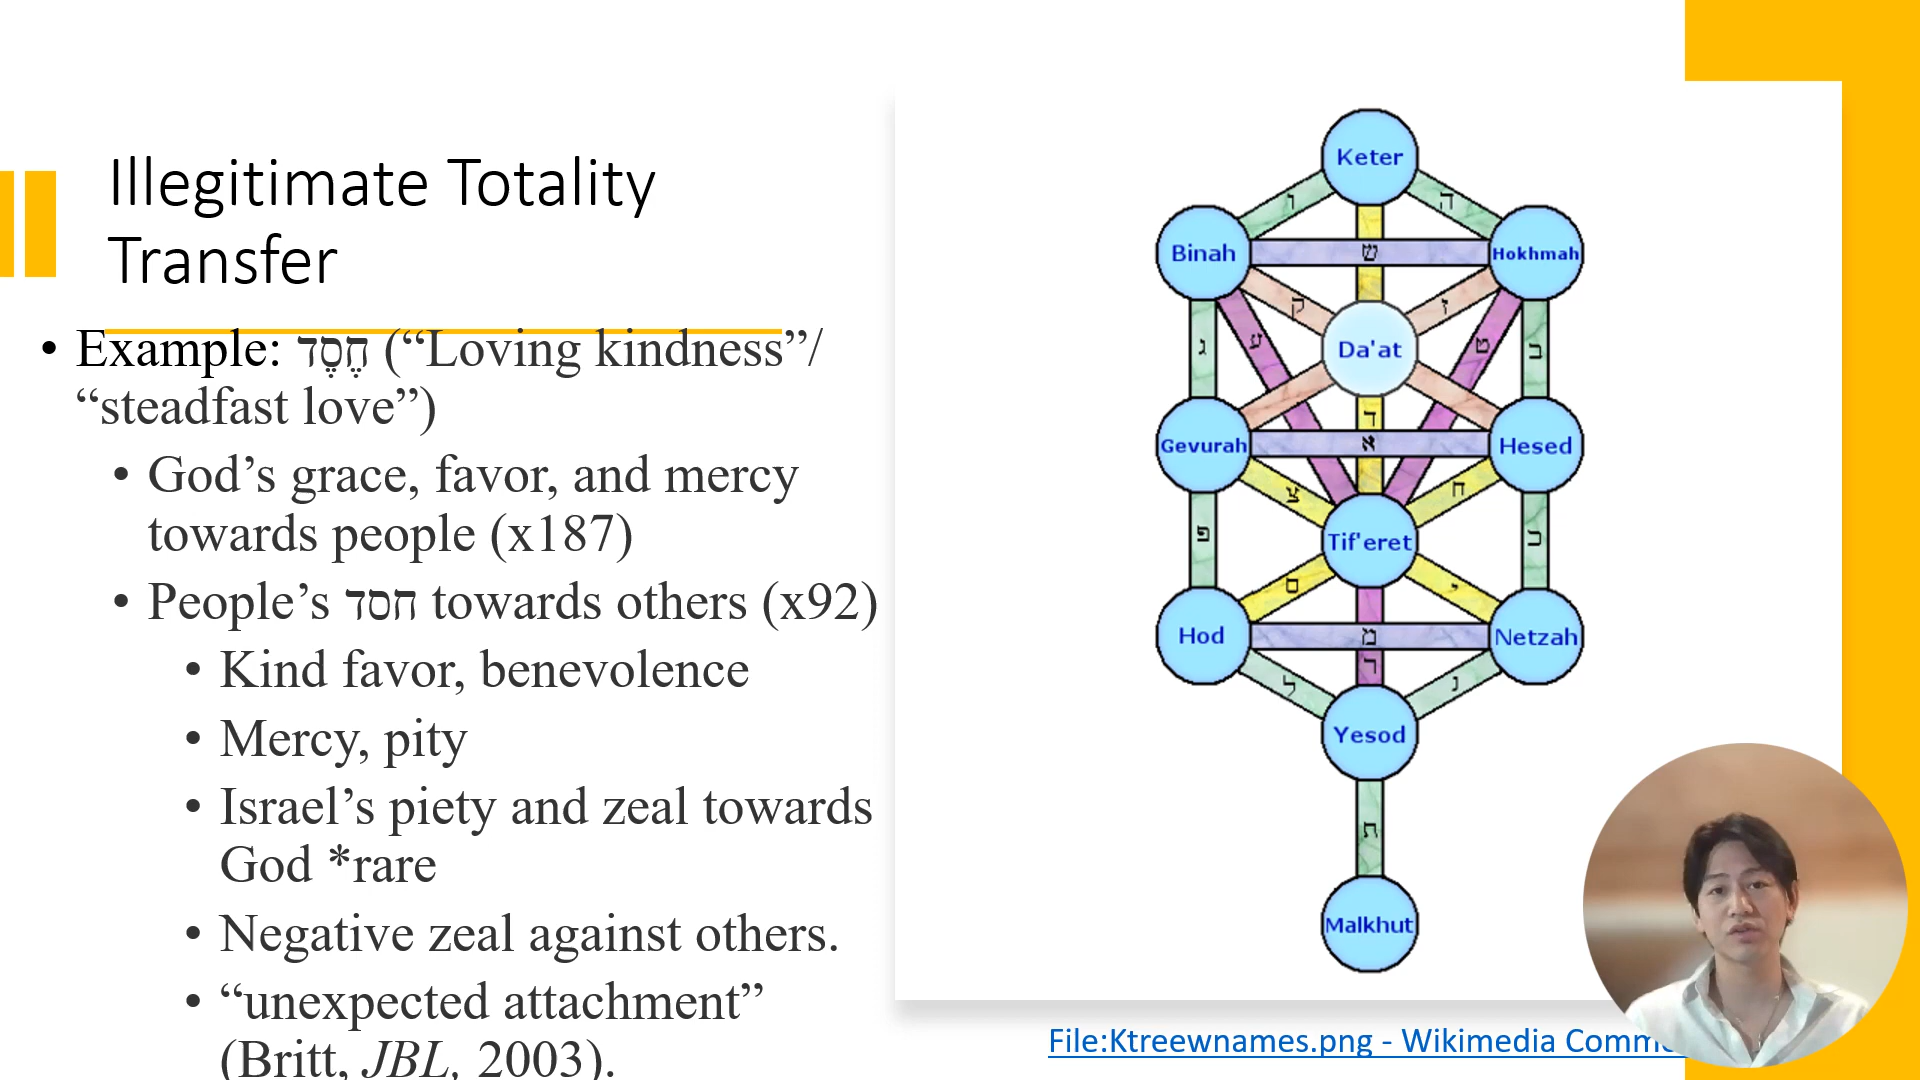 Illegitimate Totality
Transfer
• Example: חֶסֶד (“Loving kindness”/
“steadfast love”)
• God’s grace, favor, and mercy
towards people (x187)
• People’s חסד towards others (x92)
• Kind favor, benevolence
• Mercy, pity
• Israel’s piety and zeal towards
God *rare
• Negative zeal against others.
• “unexpected attachment”
(Britt, JBL, 2003).
Keter
ו
ה
Binah
ש
Hokhmah
ק
ז
ג
ע
Da'at
ט
ב
ד
Gevurah
א
Hesed
צ
ח
פ
Tif'eret
כ
ם
י
Hod
מ
Netzah
ר
ל
נ
Yesod
ת
Malkhut
File:Ktreewnames.png - Wikimedia